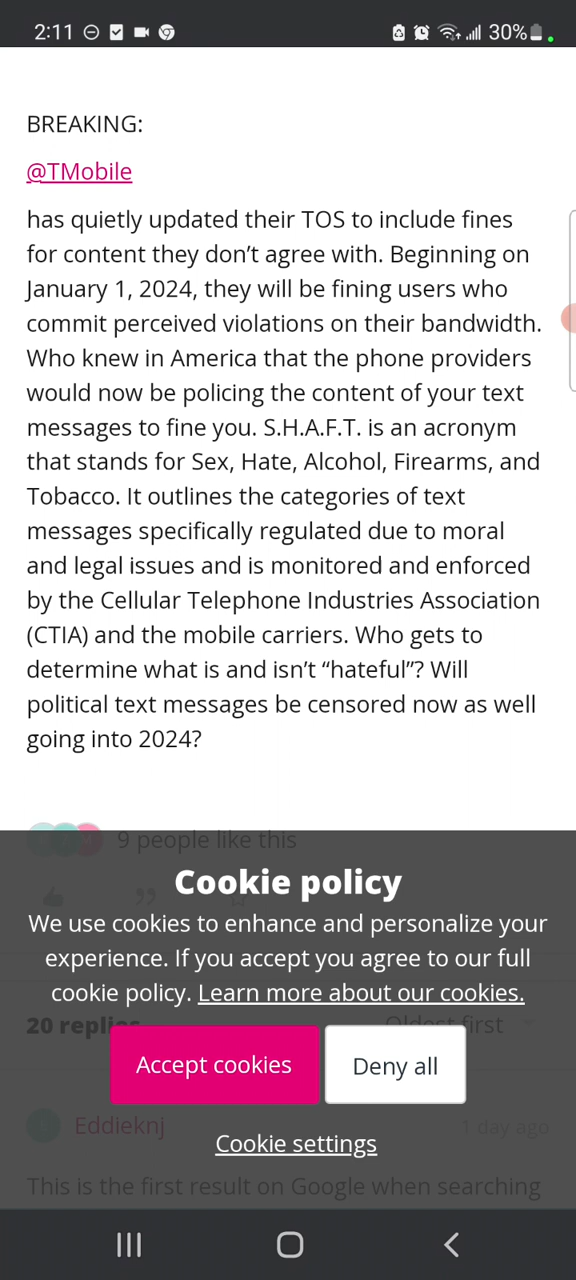 2:11 30%
BREAKING:
@TMobile
has quietly updated their TOS to include fines
for content they don’t agree with. Beginning on
January 1, 2024, they will be fining users who
commit perceived violations on their bandwidth.
Who knew in America that the phone providers
would now be policing the content of your text
messages to fine you. S.H.A.F.T. is an acronym
that stands for Sex, Hate, Alcohol, Firearms, and
Tobacco. It outlines the categories of text
messages specifically regulated due to moral
and legal issues and is monitored and enforced
by the Cellular Telephone Industries Association
(CTIA) and the mobile carriers. Who gets to
determine what is and isn’t “hateful”? Will
political text messages be censored now as well
going into 2024?
9 people like this
Cookie policy
We use cookies to enhance and personalize your
experience. If you accept you agree to our full
cookie policy. Learn more about our cookies.
20 replies Oldest first
Accept cookies Deny all
Eddieknj 1 day ago
Cookie settings
This is the first result on Google when searching